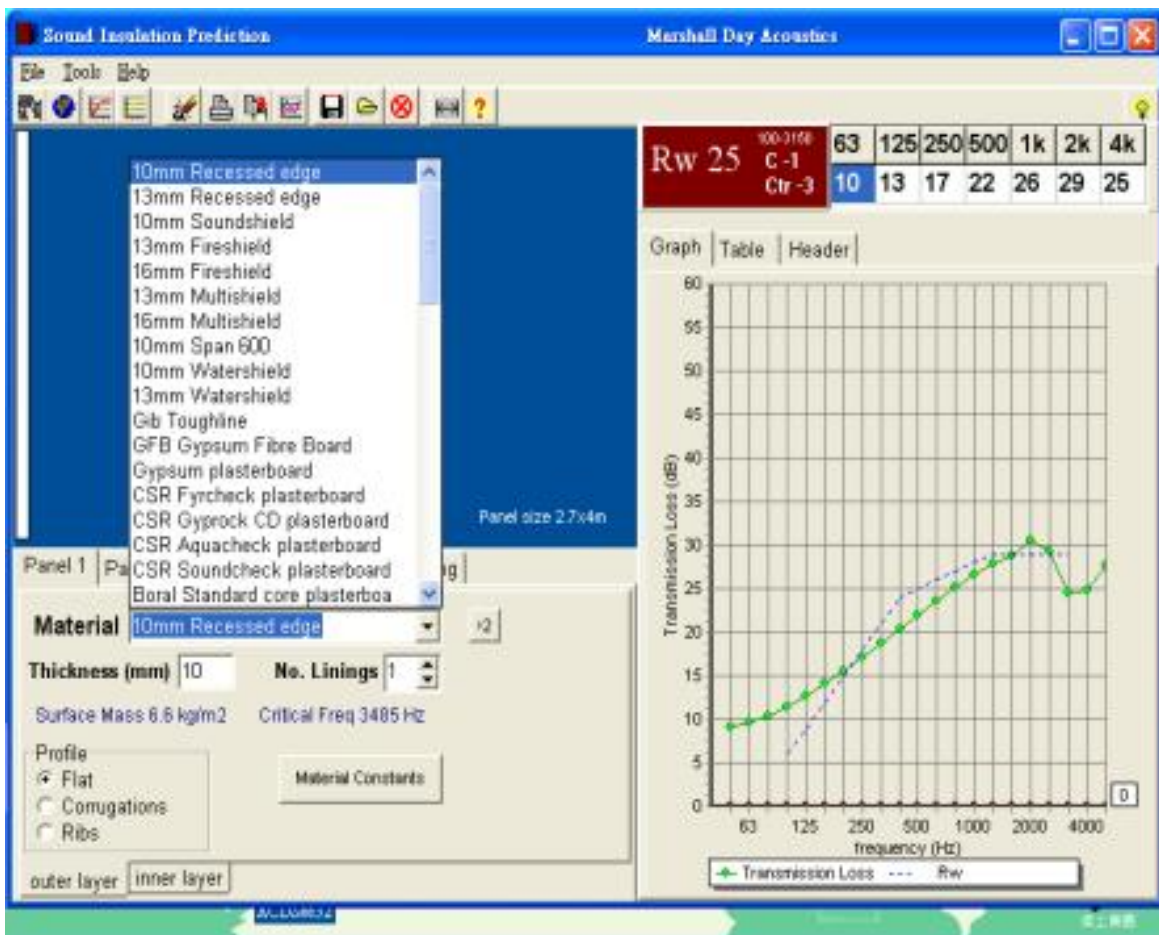 Sound Insulation Prediction Marshall Day Acoustics
File Tools Help
Rw 25
100-3150
C -1
Ctr -3
63 125 250 500 1k 2k 4k
10 13 17 22 26 29 25
10mm Recessed edge
13mm Recessed edge
10mm Soundshield
13mm Fireshield
16mm Fireshield
13mm Multishield
16mm Multishield
10mm Span 600
10mm Watershield
13mm Watershield
Gib Toughline
GFB Gypsum Fibre Board
Gypsum plasterboard
CSR Fyrcheck plasterboard
CSR Gyprock CD plasterboard
CSR Aquacheck plasterboard
CSR Soundcheck plasterboard
Boral Standard core plasterboa
Panel size 2.7x4m
Panel 1 Pa ng
Material 10mm Recessed edge x2
Thickness (mm) 10 No. Linings 1
Surface Mass 6.6 kg/m2 Critical Freq 3485 Hz
Profile
Flat
Corrugations
Ribs
Material Constants
outer layer inner layer
Graph Table Header
60
55
50
45
40
35
30
25
20
15
10
5
0
Transmission Loss (dB)
0
63 125 250 500 1000 2000 4000
frequency (Hz)
Transmission Loss Rw